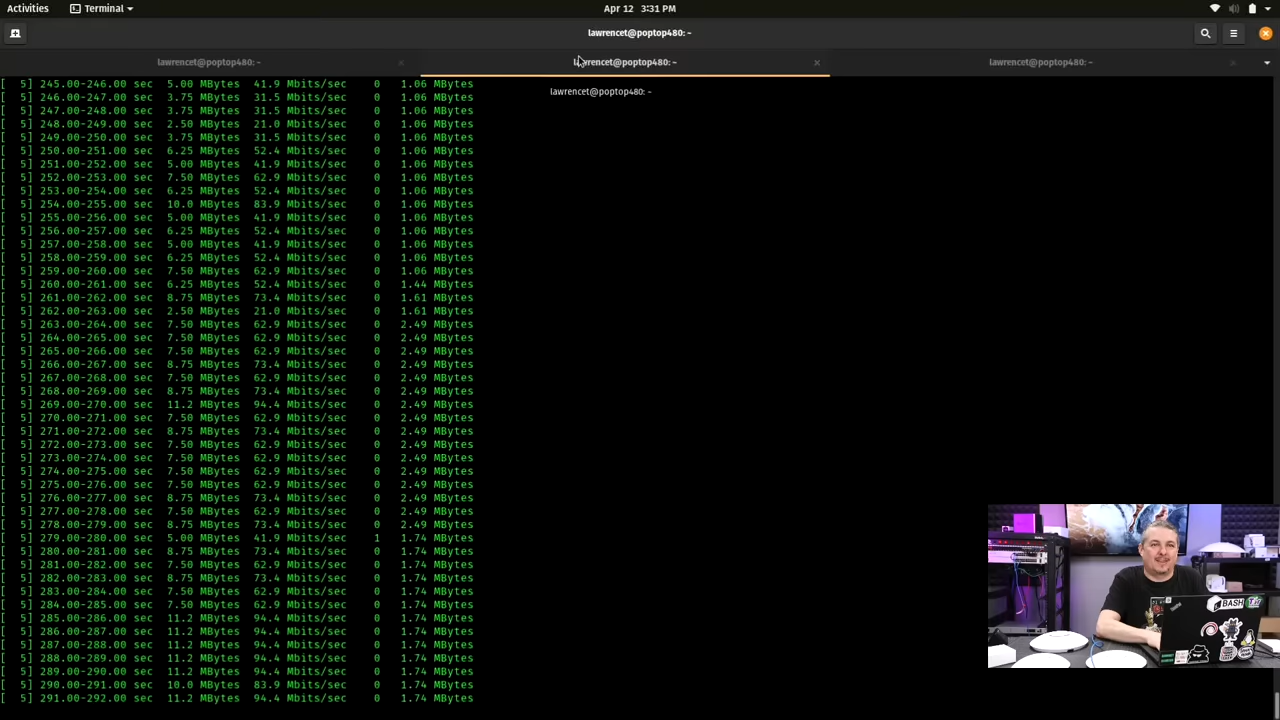 Activities
Terminal
Apr 12 3:31 PM
lawrencet@poptop480: ~
lawrencet@poptop480: ~
lawrencet@poptop480: ~
lawrencet@poptop480: ~
lawrencet@poptop480: ~
[ 5] 245.00-246.00 sec 5.00 MBytes 41.9 Mbits/sec 0 1.06 MBytes
[ 5] 246.00-247.00 sec 3.75 MBytes 31.5 Mbits/sec 0 1.06 MBytes
[ 5] 247.00-248.00 sec 3.75 MBytes 31.5 Mbits/sec 0 1.06 MBytes
[ 5] 248.00-249.00 sec 2.50 MBytes 21.0 Mbits/sec 0 1.06 MBytes
[ 5] 249.00-250.00 sec 3.75 MBytes 31.5 Mbits/sec 0 1.06 MBytes
[ 5] 250.00-251.00 sec 6.25 MBytes 52.4 Mbits/sec 0 1.06 MBytes
[ 5] 251.00-252.00 sec 5.00 MBytes 41.9 Mbits/sec 0 1.06 MBytes
[ 5] 252.00-253.00 sec 7.50 MBytes 62.9 Mbits/sec 0 1.06 MBytes
[ 5] 253.00-254.00 sec 6.25 MBytes 52.4 Mbits/sec 0 1.06 MBytes
[ 5] 254.00-255.00 sec 10.0 MBytes 83.9 Mbits/sec 0 1.06 MBytes
[ 5] 255.00-256.00 sec 5.00 MBytes 41.9 Mbits/sec 0 1.06 MBytes
[ 5] 256.00-257.00 sec 6.25 MBytes 52.4 Mbits/sec 0 1.06 MBytes
[ 5] 257.00-258.00 sec 5.00 MBytes 41.9 Mbits/sec 0 1.06 MBytes
[ 5] 258.00-259.00 sec 6.25 MBytes 52.4 Mbits/sec 0 1.06 MBytes
[ 5] 259.00-260.00 sec 7.50 MBytes 62.9 Mbits/sec 0 1.06 MBytes
[ 5] 260.00-261.00 sec 6.25 MBytes 52.4 Mbits/sec 0 1.44 MBytes
[ 5] 261.00-262.00 sec 8.75 MBytes 73.4 Mbits/sec 0 1.61 MBytes
[ 5] 262.00-263.00 sec 2.50 MBytes 21.0 Mbits/sec 0 1.61 MBytes
[ 5] 263.00-264.00 sec 7.50 MBytes 62.9 Mbits/sec 0 2.49 MBytes
[ 5] 264.00-265.00 sec 7.50 MBytes 62.9 Mbits/sec 0 2.49 MBytes
[ 5] 265.00-266.00 sec 7.50 MBytes 62.9 Mbits/sec 0 2.49 MBytes
[ 5] 266.00-267.00 sec 8.75 MBytes 73.4 Mbits/sec 0 2.49 MBytes
[ 5] 267.00-268.00 sec 7.50 MBytes 62.9 Mbits/sec 0 2.49 MBytes
[ 5] 268.00-269.00 sec 8.75 MBytes 73.4 Mbits/sec 0 2.49 MBytes
[ 5] 269.00-270.00 sec 11.2 MBytes 94.4 Mbits/sec 0 2.49 MBytes
[ 5] 270.00-271.00 sec 7.50 MBytes 62.9 Mbits/sec 0 2.49 MBytes
[ 5] 271.00-272.00 sec 8.75 MBytes 73.4 Mbits/sec 0 2.49 MBytes
[ 5] 272.00-273.00 sec 7.50 MBytes 62.9 Mbits/sec 0 2.49 MBytes
[ 5] 273.00-274.00 sec 7.50 MBytes 62.9 Mbits/sec 0 2.49 MBytes
[ 5] 274.00-275.00 sec 7.50 MBytes 62.9 Mbits/sec 0 2.49 MBytes
[ 5] 275.00-276.00 sec 7.50 MBytes 62.9 Mbits/sec 0 2.49 MBytes
[ 5] 276.00-277.00 sec 8.75 MBytes 73.4 Mbits/sec 0 2.49 MBytes
[ 5] 277.00-278.00 sec 7.50 MBytes 62.9 Mbits/sec 0 2.49 MBytes
[ 5] 278.00-279.00 sec 8.75 MBytes 73.4 Mbits/sec 0 2.49 MBytes
[ 5] 279.00-280.00 sec 5.00 MBytes 41.9 Mbits/sec 1 1.74 MBytes
[ 5] 280.00-281.00 sec 8.75 MBytes 73.4 Mbits/sec 0 1.74 MBytes
[ 5] 281.00-282.00 sec 7.50 MBytes 62.9 Mbits/sec 0 1.74 MBytes
[ 5] 282.00-283.00 sec 8.75 MBytes 73.4 Mbits/sec 0 1.74 MBytes
[ 5] 283.00-284.00 sec 7.50 MBytes 62.9 Mbits/sec 0 1.74 MBytes
[ 5] 284.00-285.00 sec 7.50 MBytes 62.9 Mbits/sec 0 1.74 MBytes
[ 5] 285.00-286.00 sec 11.2 MBytes 94.4 Mbits/sec 0 1.74 MBytes
[ 5] 286.00-287.00 sec 11.2 MBytes 94.4 Mbits/sec 0 1.74 MBytes
[ 5] 287.00-288.00 sec 11.2 MBytes 94.4 Mbits/sec 0 1.74 MBytes
[ 5] 288.00-289.00 sec 11.2 MBytes 94.4 Mbits/sec 0 1.74 MBytes
[ 5] 289.00-290.00 sec 11.2 MBytes 94.4 Mbits/sec 0 1.74 MBytes
[ 5] 290.00-291.00 sec 10.0 MBytes 83.9 Mbits/sec 0 1.74 MBytes
[ 5] 291.00-292.00 sec 11.2 MBytes 94.4 Mbits/sec 0 1.74 MBytes
BASH